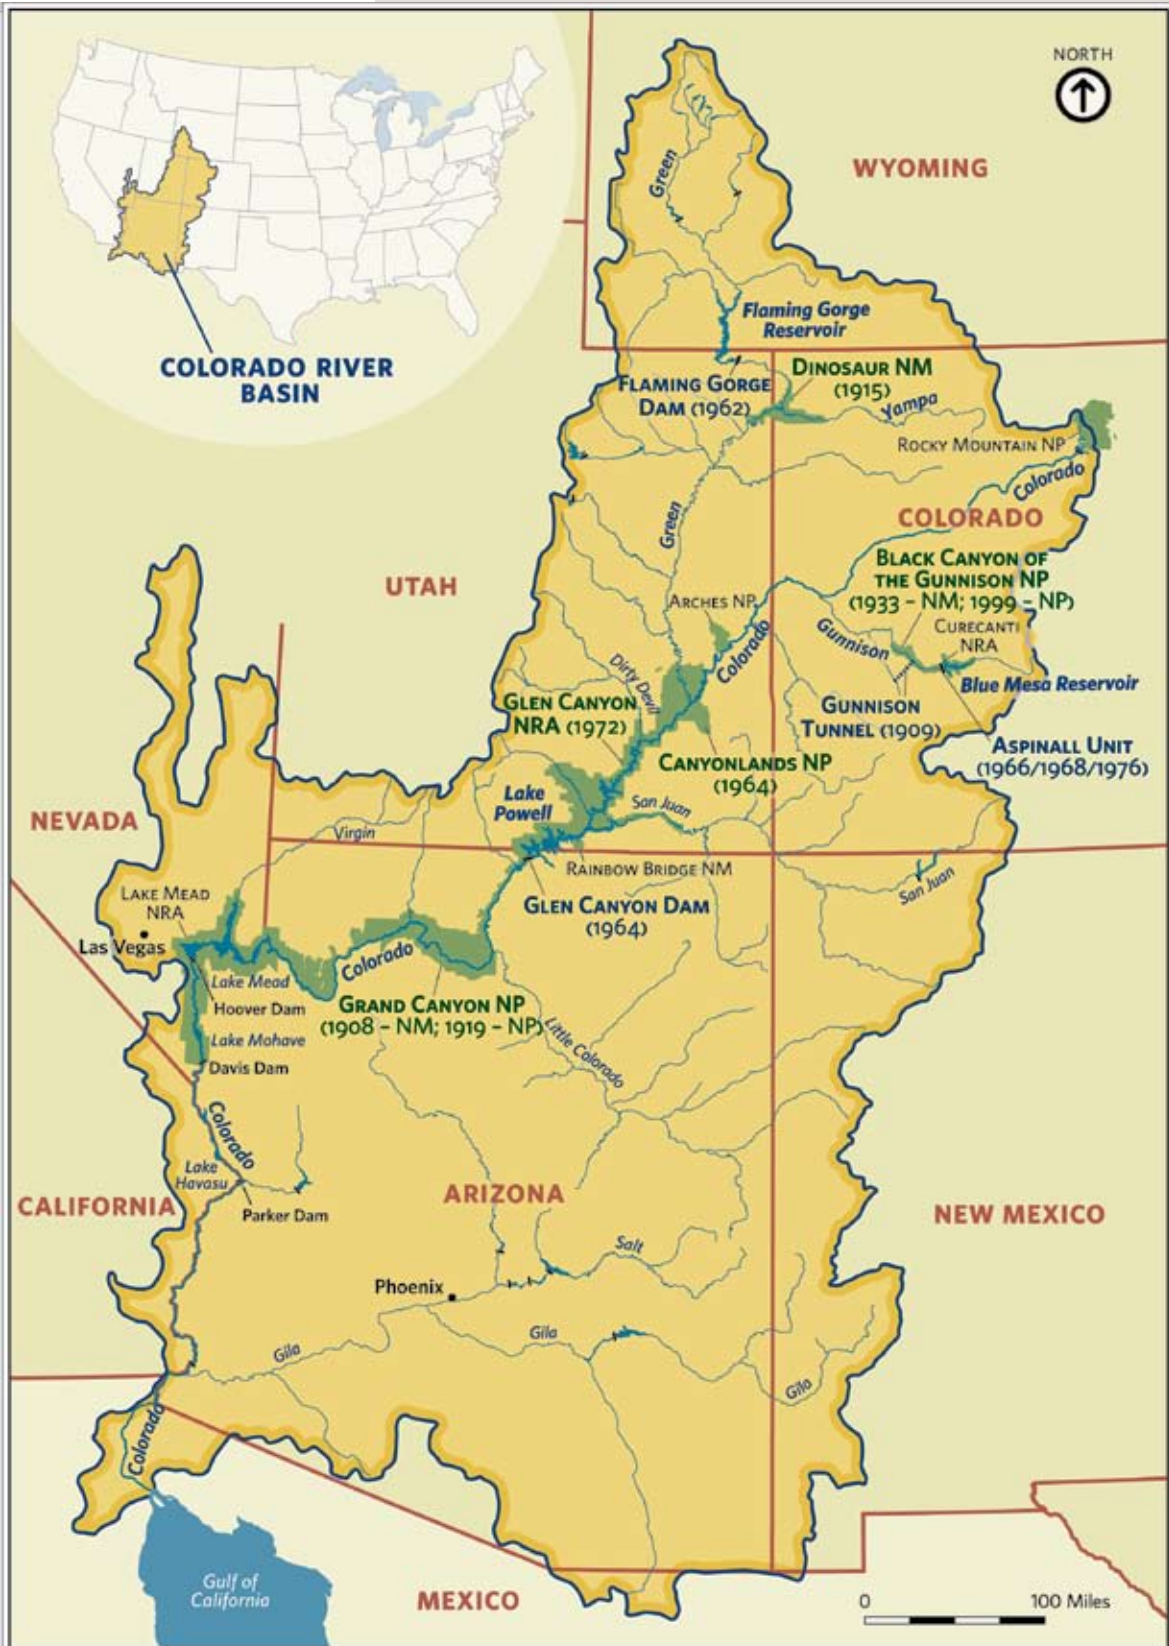 NORTH
WYOMING
Green
COLORADO RIVER
BASIN
Flaming Gorge
Reservoir
FLAMING GORGE
DAM (1962)
DINOSAUR NM
(1915)
Yampa
ROCKY MOUNTAIN NP
Colorado
COLORADO
Green
UTAH
BLACK CANYON OF
THE GUNNISON NP
(1933 – NM; 1999 – NP)
ARCHES NP
CURECANTI
NRA
Gunnison
Colorado
Dirty Devil
Blue Mesa Reservoir
GLEN CANYON
NRA (1972)
GUNNISON
TUNNEL (1909)
ASPINALL UNIT
(1966/1968/1976)
CANYONLANDS NP
(1964)
Lake
Powell
San Juan
NEVADA
Virgin
RAINBOW BRIDGE NM
San Juan
LAKE MEAD
NRA
GLEN CANYON DAM
(1964)
Las Vegas
Colorado
Lake Mead
Hoover Dam
GRAND CANYON NP
(1908 – NM; 1919 – NP)
Lake Mohave
Davis Dam
Little Colorado
Colorado
Lake
Havasu
CALIFORNIA
ARIZONA
Parker Dam
NEW MEXICO
Salt
Phoenix
Gila
Gila
Gila
Colorado
Gulf of
California
MEXICO
0 100 Miles